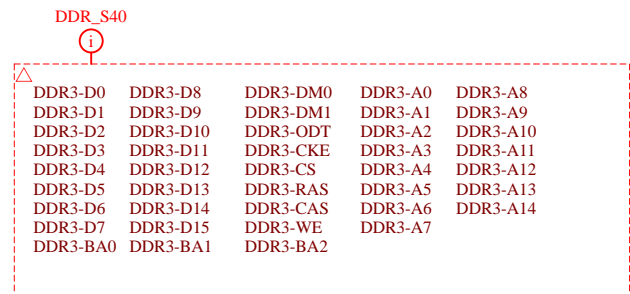 DDR_S40
i
DDR3-D0 DDR3-D8 DDR3-DM0 DDR3-A0 DDR3-A8
DDR3-D1 DDR3-D9 DDR3-DM1 DDR3-A1 DDR3-A9
DDR3-D2 DDR3-D10 DDR3-ODT DDR3-A2 DDR3-A10
DDR3-D3 DDR3-D11 DDR3-CKE DDR3-A3 DDR3-A11
DDR3-D4 DDR3-D12 DDR3-CS DDR3-A4 DDR3-A12
DDR3-D5 DDR3-D13 DDR3-RAS DDR3-A5 DDR3-A13
DDR3-D6 DDR3-D14 DDR3-CAS DDR3-A6 DDR3-A14
DDR3-D7 DDR3-D15 DDR3-WE DDR3-A7
DDR3-BA0 DDR3-BA1 DDR3-BA2